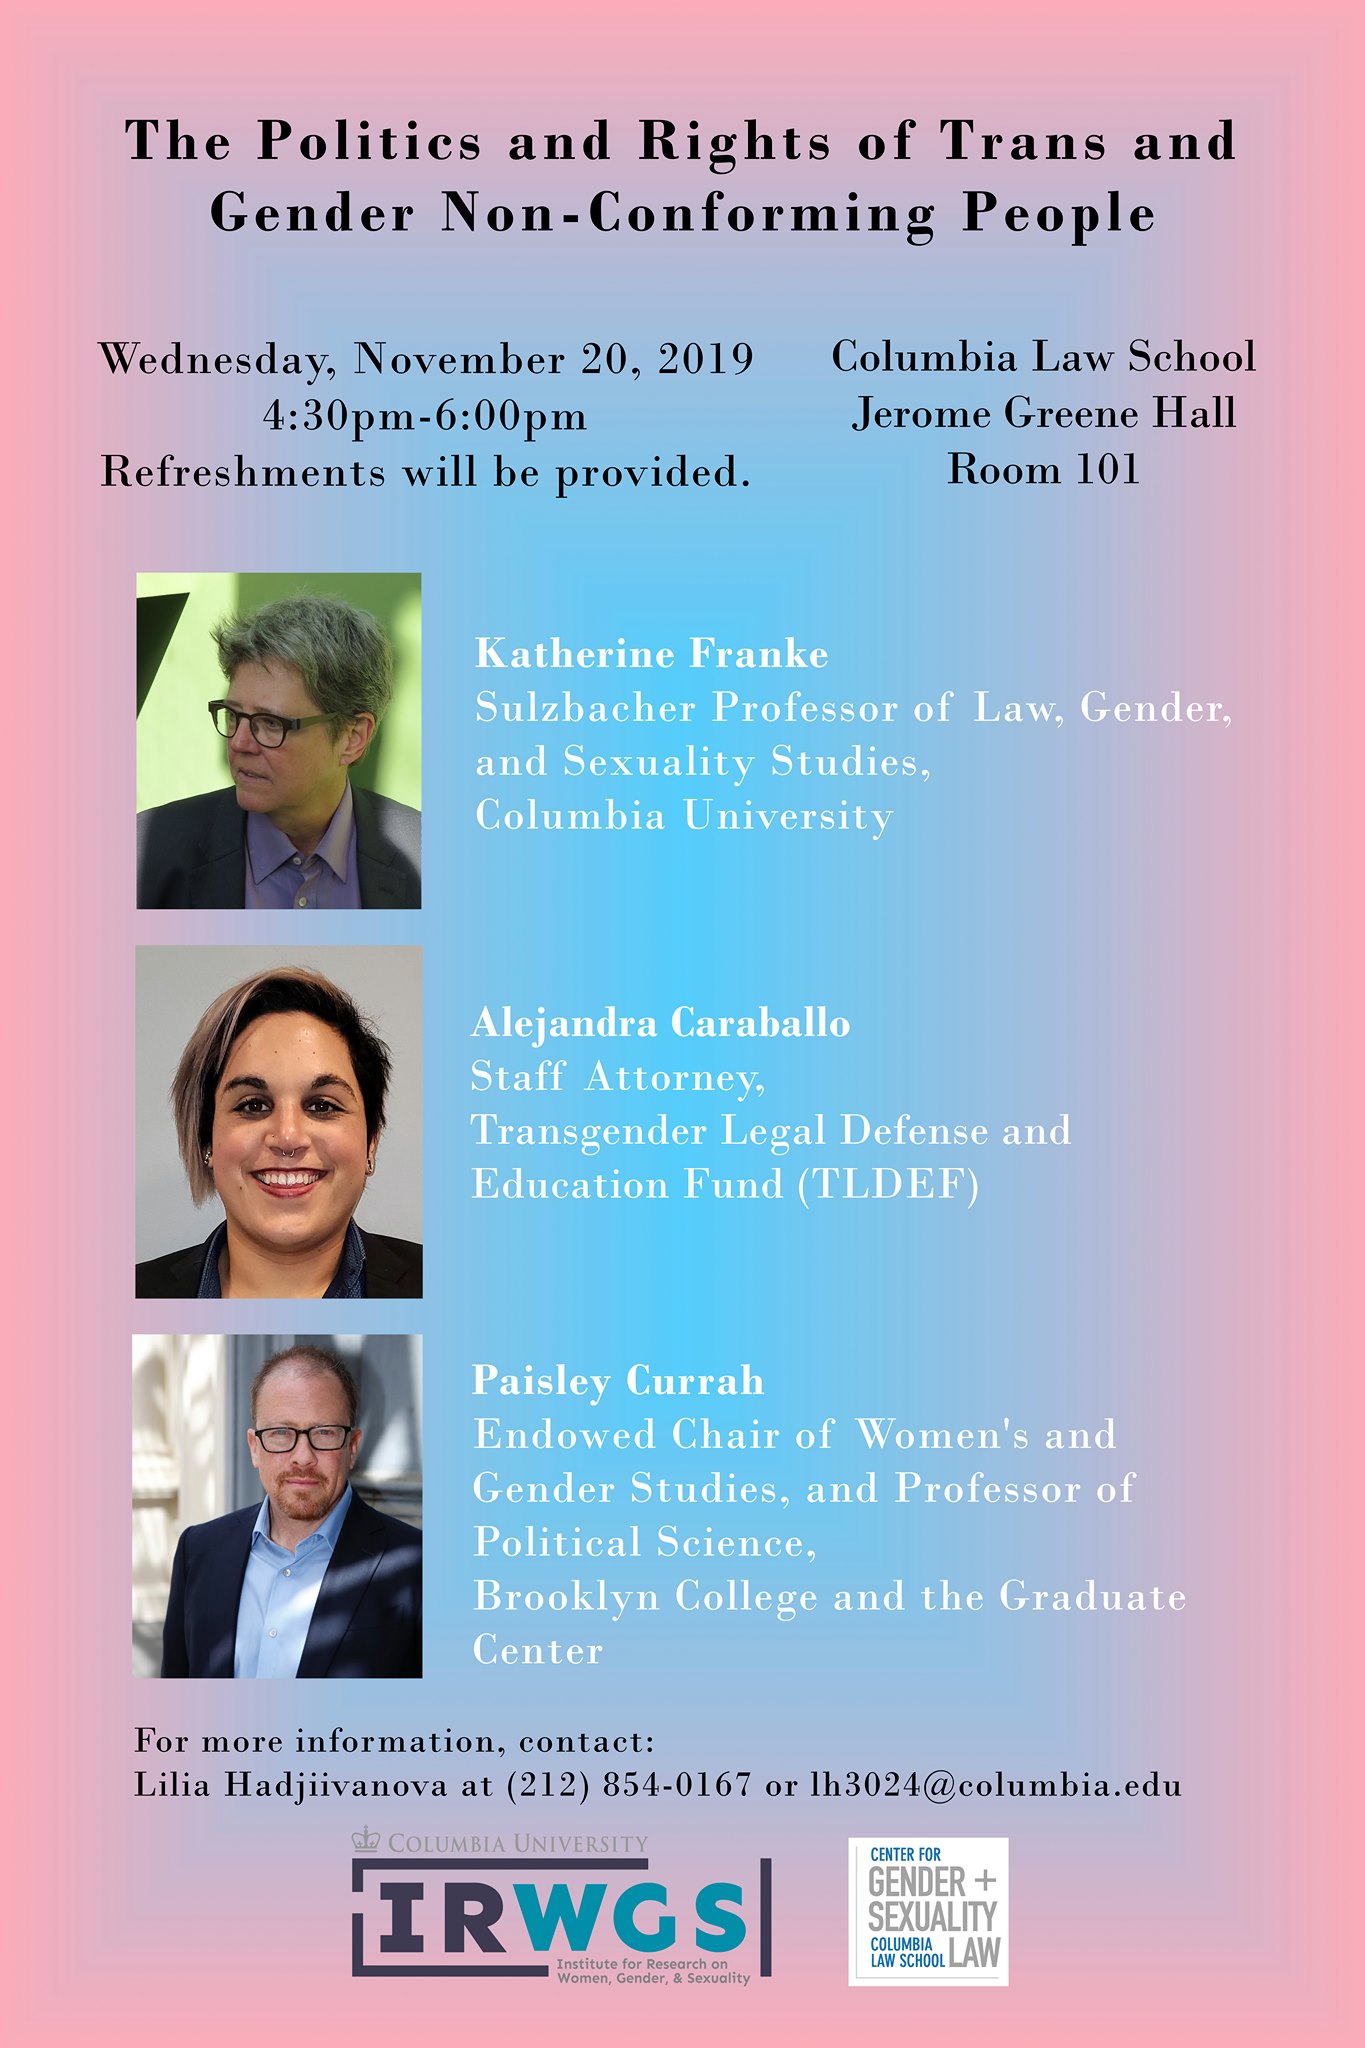 The Politics and Rights of Trans and
Gender Non-Conforming People
Wednesday, November 20, 2019
4:30pm-6:00pm
Refreshments will be provided.
Columbia Law School
Jerome Greene Hall
Room 101
Katherine Franke
Sulzbacher Professor of Law, Gender,
and Sexuality Studies,
Columbia University
Alejandra Caraballo
Staff Attorney,
Transgender Legal Defense and
Education Fund (TLDEF)
Paisley Currah
Endowed Chair of Women's and
Gender Studies, and Professor of
Political Science,
Brooklyn College and the Graduate
Center
For more information, contact:
Lilia Hadjiivanova at (212) 854-0167 or lh3024@columbia.edu
COLUMBIA UNIVERSITY
IRWGS
Institute for Research on
Women, Gender, & Sexuality
CENTER FOR
GENDER +
SEXUALITY
COLUMBIA
LAW SCHOOL LAW